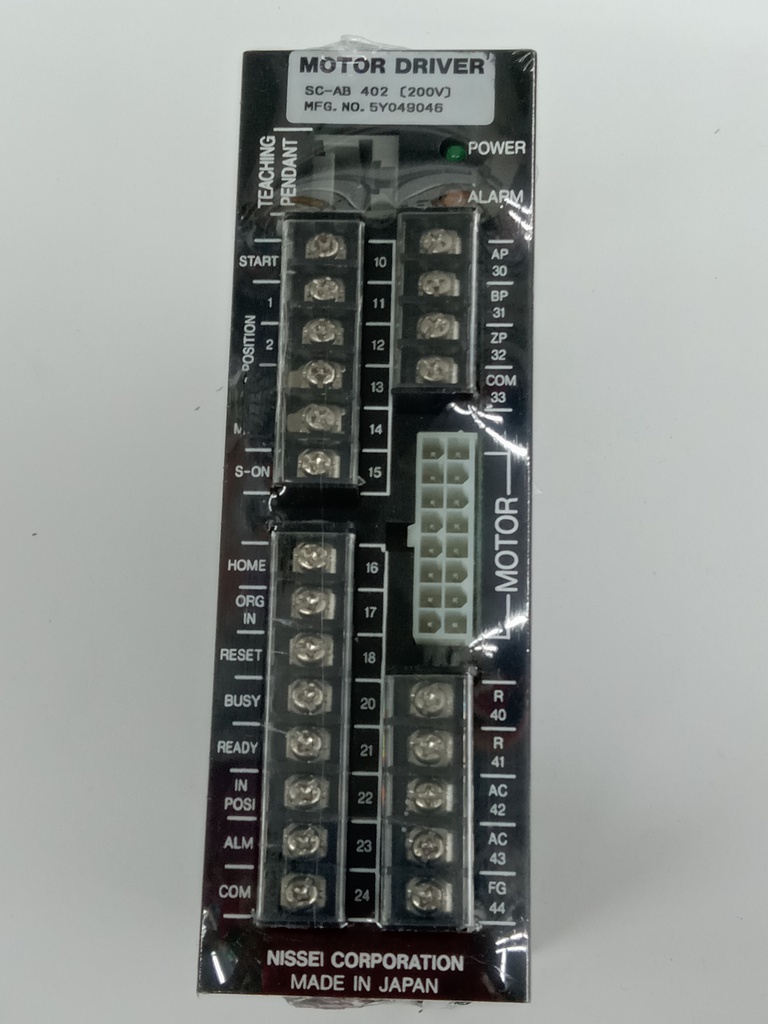 MOTOR DRIVER
SC-AB 402 (200V)
MFG. NO. 5Y049046
TEACHING
PENDANT
POWER
ALARM
START
1
2
POSITION
M
S-ON
10
11
12
13
14
15
AP
30
BP
31
ZP
32
COM
33
MOTOR
HOME
ORG
IN
RESET
BUSY
READY
IN
POSI
ALM
COM
16
17
18
20
21
22
23
24
R
40
R
41
AC
42
AC
43
FG
44
NISSEI CORPORATION
MADE IN JAPAN